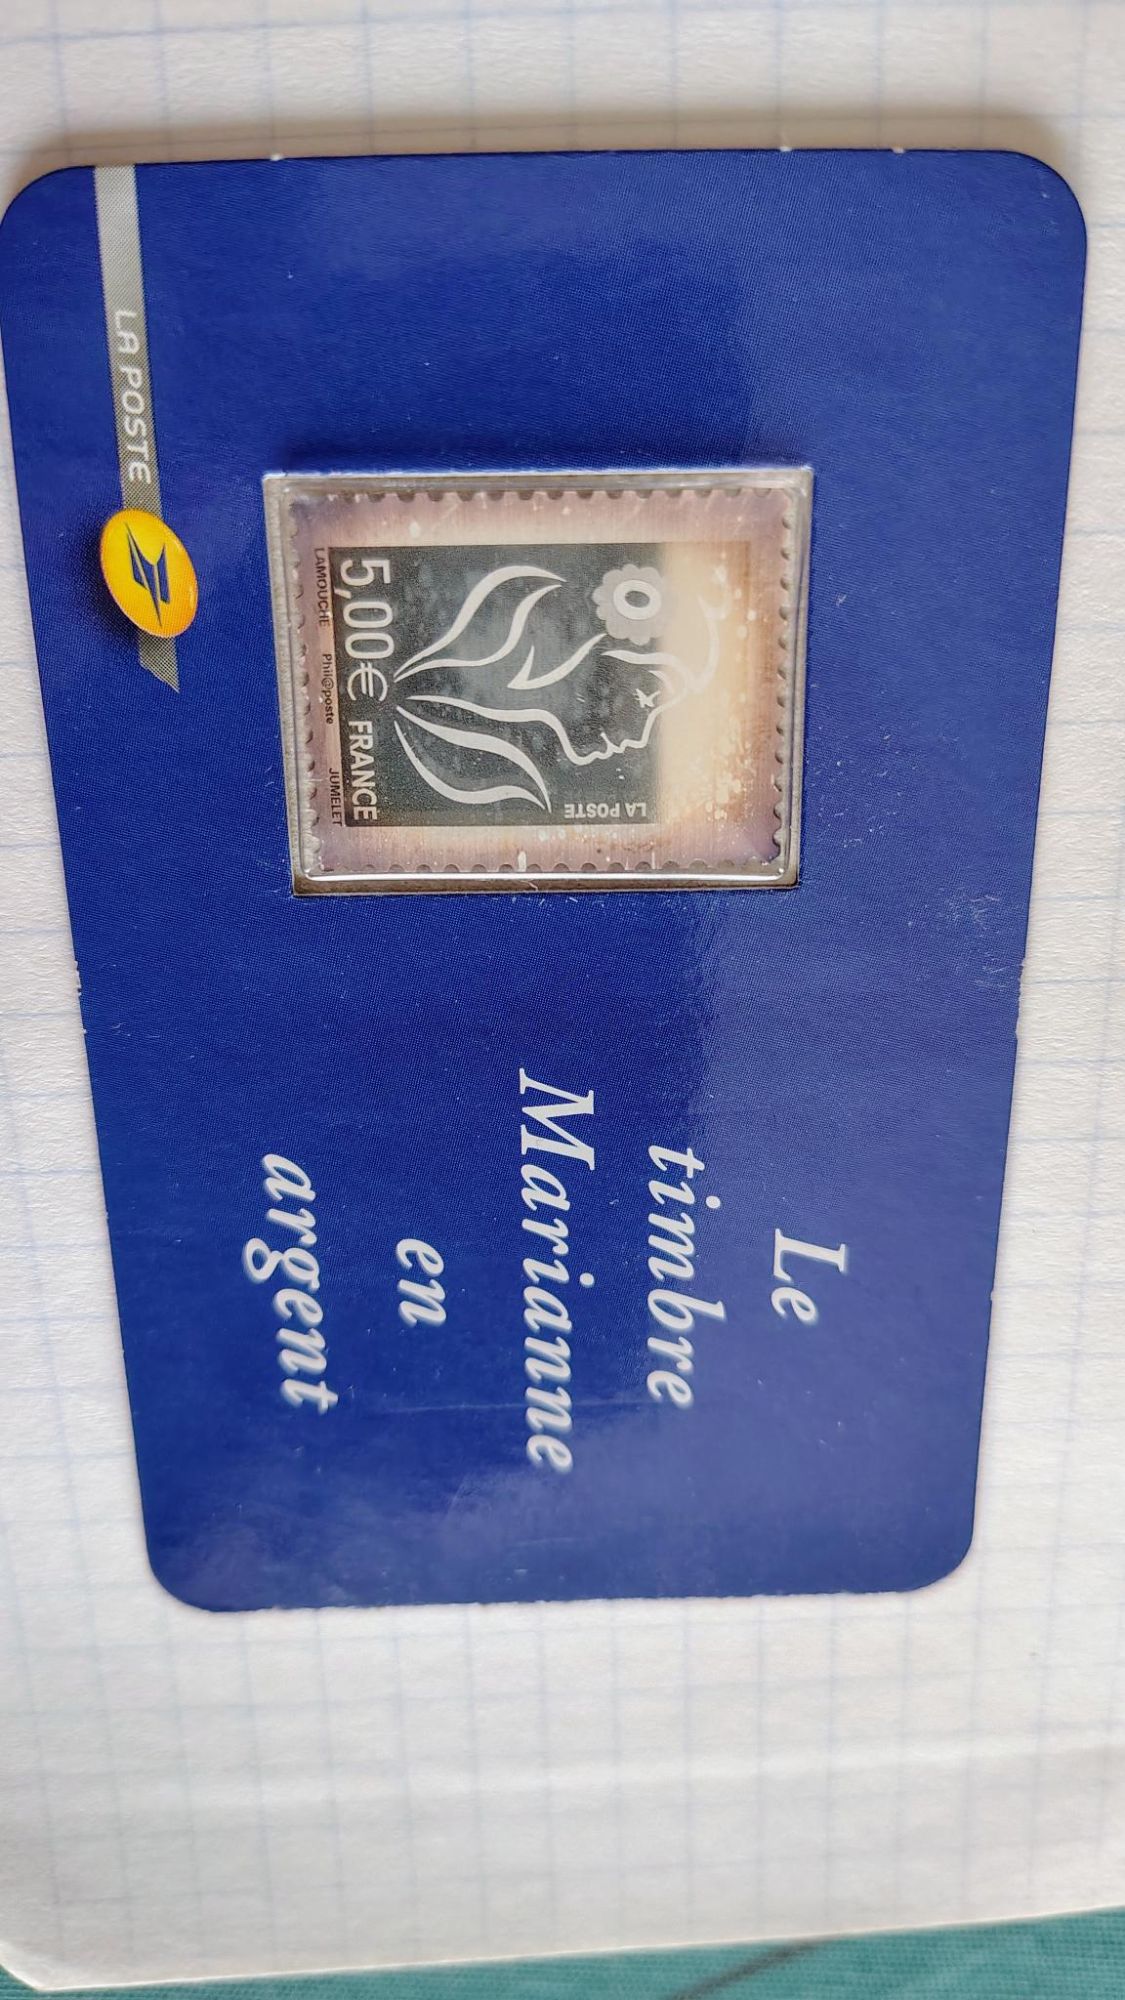 LA POSTE
LA POSTE
5,00€ FRANCE
LAMOUCHE Phil@poste JUMELET
Le
timbre
Marianne
en
argent